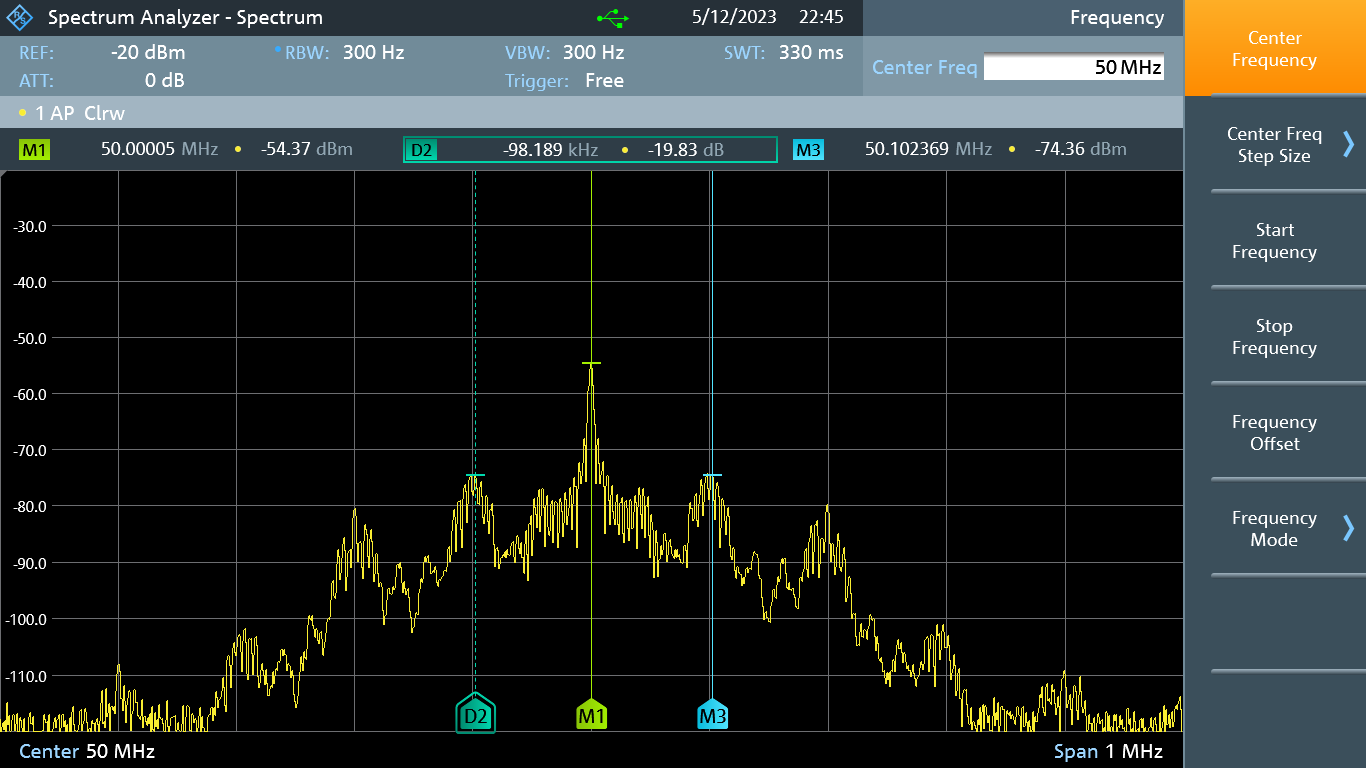 Spectrum Analyzer - Spectrum 5/12/2023 22:45 Frequency
REF: -20 dBm RBW: 300 Hz VBW: 300 Hz SWT: 330 ms
ATT: 0 dB Trigger: Free
Center Freq 50 MHz
1 AP Clrw
M1 50.00005 MHz -54.37 dBm D2 -98.189 kHz -19.83 dB M3 50.102369 MHz -74.36 dBm
-30.0
-40.0
-50.0
-60.0
-70.0
-80.0
-90.0
-100.0
-110.0
D2 M1 M3
Center 50 MHz Span 1 MHz
Center
Frequency
Center Freq
Step Size
Start
Frequency
Stop
Frequency
Frequency
Offset
Frequency
Mode